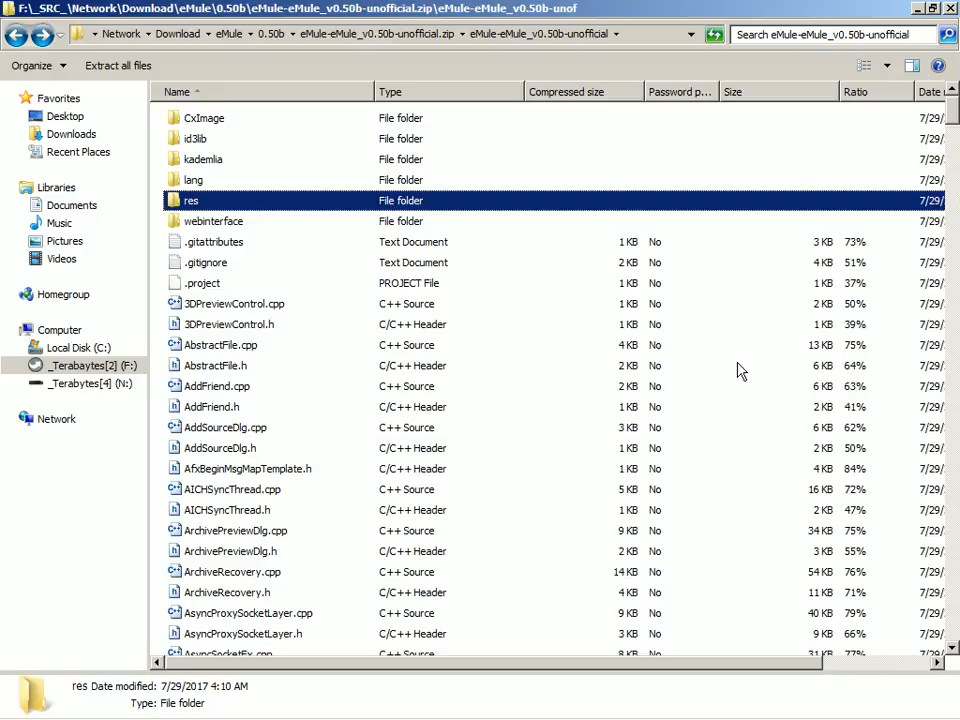 F:\_SRC_\Network\Download\eMule\0.50b\eMule-eMule_v0.50b-unofficial.zip\eMule-eMule_v0.50b-unof
Network Download eMule 0.50b eMule-eMule_v0.50b-unofficial.zip eMule-eMule_v0.50b-unofficial Search eMule-eMule_v0.50b-unofficial
Organize Extract all files
Name Type Compressed size Password p... Size Ratio Date
Favorites
Desktop
Downloads
Recent Places
Libraries
Documents
Music
Pictures
Videos
Homegroup
Computer
Local Disk (C:)
_Terabaytes[2] (F:)
_Terabytes[4] (N:)
Network
CxImage File folder 7/29/
id3lib File folder 7/29/
kademlia File folder 7/29/
lang File folder 7/29/
res File folder 7/29/
webinterface File folder 7/29/
.gitattributes Text Document 1 KB No 3 KB 73% 7/29/
.gitignore Text Document 2 KB No 4 KB 51% 7/29/
.project PROJECT File 1 KB No 1 KB 37% 7/29/
3DPreviewControl.cpp C++ Source 1 KB No 2 KB 50% 7/29/
3DPreviewControl.h C/C++ Header 1 KB No 1 KB 39% 7/29/
AbstractFile.cpp C++ Source 4 KB No 13 KB 75% 7/29/
AbstractFile.h C/C++ Header 2 KB No 6 KB 64% 7/29/
AddFriend.cpp C++ Source 2 KB No 6 KB 63% 7/29/
AddFriend.h C/C++ Header 1 KB No 2 KB 41% 7/29/
AddSourceDlg.cpp C++ Source 3 KB No 6 KB 62% 7/29/
AddSourceDlg.h C/C++ Header 1 KB No 2 KB 50% 7/29/
AfxBeginMsgMapTemplate.h C/C++ Header 1 KB No 4 KB 84% 7/29/
AICHSyncThread.cpp C++ Source 5 KB No 16 KB 72% 7/29/
AICHSyncThread.h C/C++ Header 1 KB No 2 KB 47% 7/29/
ArchivePreviewDlg.cpp C++ Source 9 KB No 34 KB 75% 7/29/
ArchivePreviewDlg.h C/C++ Header 2 KB No 3 KB 55% 7/29/
ArchiveRecovery.cpp C++ Source 14 KB No 54 KB 76% 7/29/
ArchiveRecovery.h C/C++ Header 4 KB No 11 KB 71% 7/29/
AsyncProxySocketLayer.cpp C++ Source 9 KB No 40 KB 79% 7/29/
AsyncProxySocketLayer.h C/C++ Header 3 KB No 9 KB 66% 7/29/
AsyncSocketEx.cpp C++ Source 8 KB No 31 KB 77% 7/29/
res Date modified: 7/29/2017 4:10 AM
Type: File folder